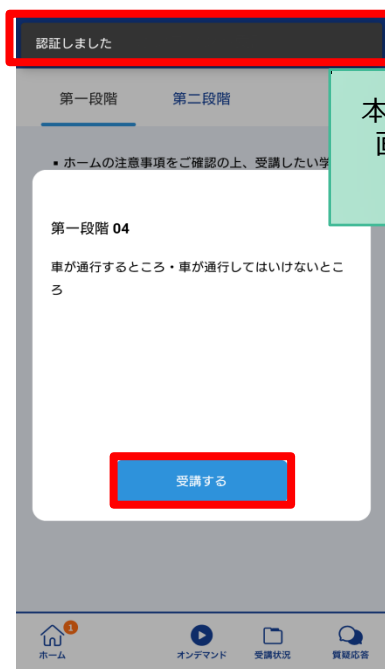 認証しました
第一段階 第二段階
本
画
▪ ホームの注意事項をご確認の上、受講したい学
第一段階 04
車が通行するところ・車が通行してはいけないとこ
ろ
受講する
1
ホーム オンデマンド 受講状況 質疑応答